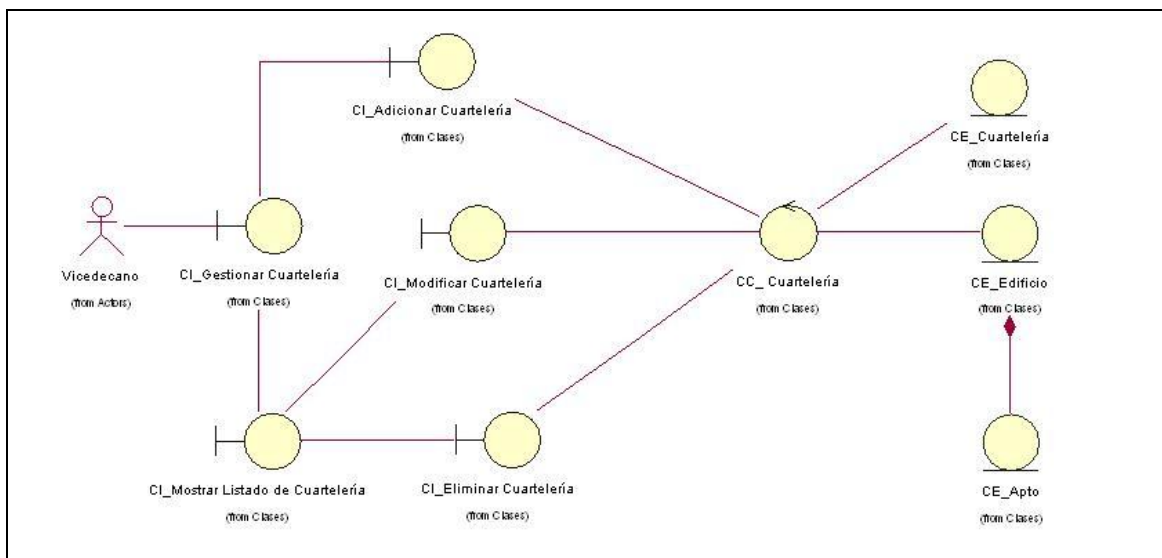 CI_Adicionar Cuartelería
(from Clases)
CE_Cuartelería
(from Clases)
Vicedecano
(from Actors)
CI_Gestionar Cuartelería
(from Clases)
CI_Modificar Cuartelería
(from Clases)
CC_ Cuartelería
(from Clases)
CE_Edificio
(from Clases)
CI_Mostrar Listado de Cuartelería
(from Clases)
CI_Eliminar Cuartelería
(from Clases)
CE_Apto
(from Clases)